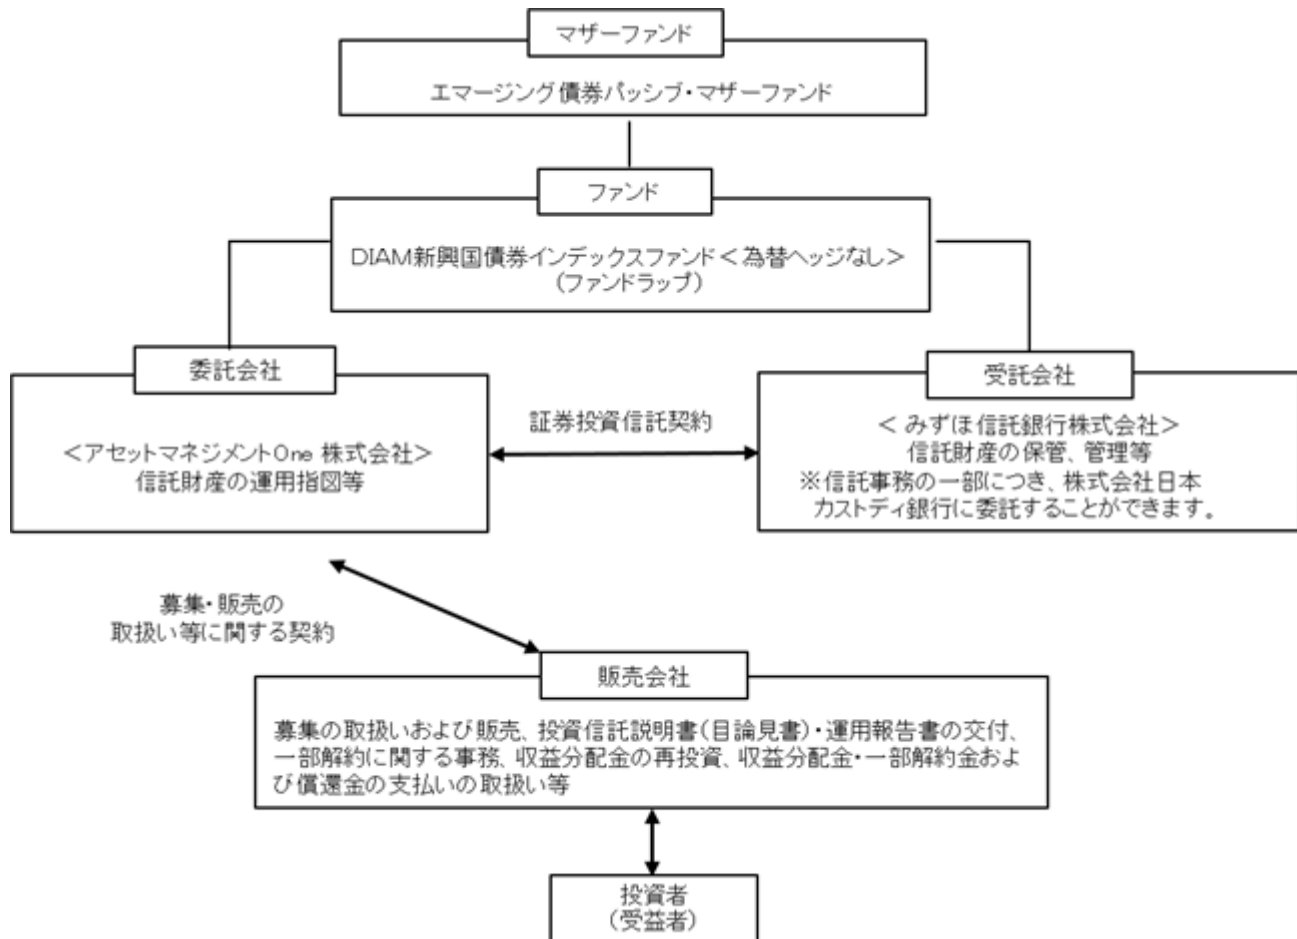 マザーファンド
エマージング債券パッシブ・マザーファンド
ファンド
DIAM新興国債券インデックスファンド＜為替ヘッジなし＞
（ファンドラップ）
委託会社
＜アセットマネジメントOne 株式会社＞
信託財産の運用指図等
証券投資信託契約
受託会社
＜みずほ信託銀行株式会社＞
信託財産の保管、管理等
※信託事務の一部につき、株式会社日本
カストディ銀行に委託することができます。
募集・販売の
取扱い等に関する契約
販売会社
募集の取扱いおよび販売、投資信託説明書（目論見書）・運用報告書の交付、
一部解約に関する事務、収益分配金の再投資、収益分配金・一部解約金およ
び償還金の支払いの取扱い等
投資者
（受益者）